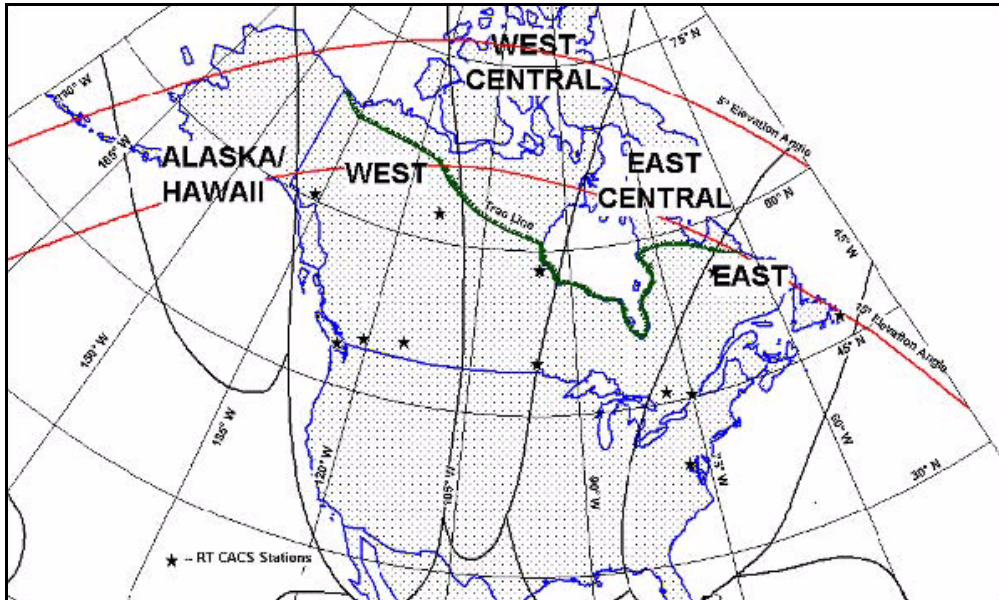 WEST
CENTRAL
75° N
5° Elevation Angle
165° W
ALASKA/
HAWAII
WEST
EAST
CENTRAL
Tree Line
60° N
45° W
EAST
15° Elevation Angle
45° N
150° W
135° W
120° W
105° W
90° W
75° W
60° W
30° N
★ -- RT CACS Stations